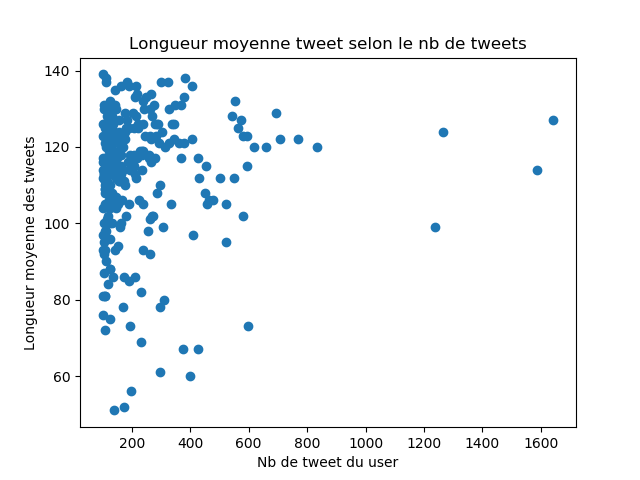 Longueur moyenne tweet selon le nb de tweets
Longueur moyenne des tweets
140
120
100
80
60
200 400 600 800 1000 1200 1400 1600
Nb de tweet du user